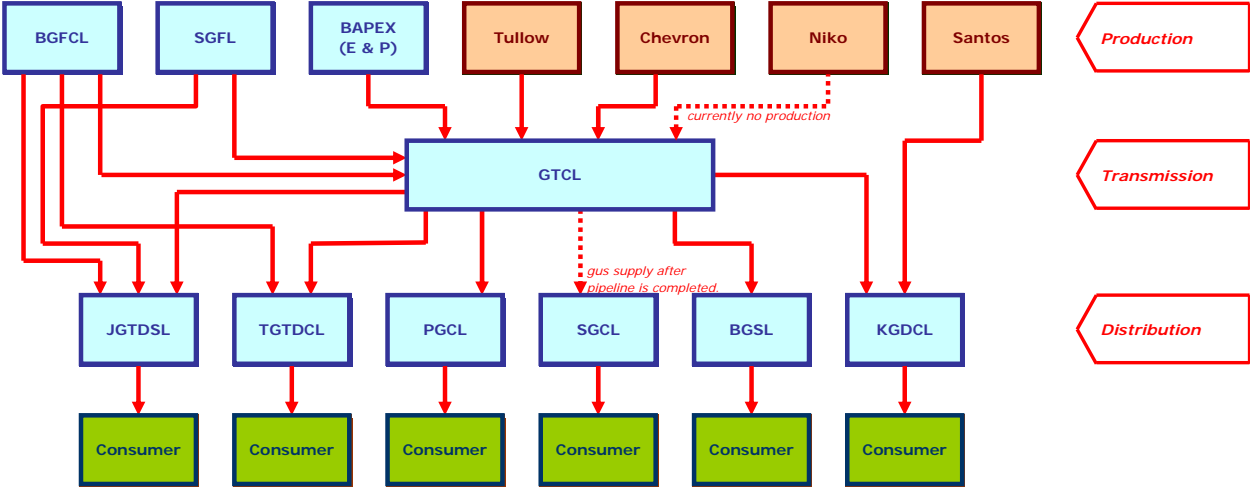 BGFCL
SGFL
BAPEX
(E & P)
Tullow
Chevron
Niko
Santos
Production
currently no production
GTCL
Transmission
gus supply after
pipeline is completed.
JGTDSL
TGTDCL
PGCL
SGCL
BGSL
KGDCL
Distribution
Consumer
Consumer
Consumer
Consumer
Consumer
Consumer